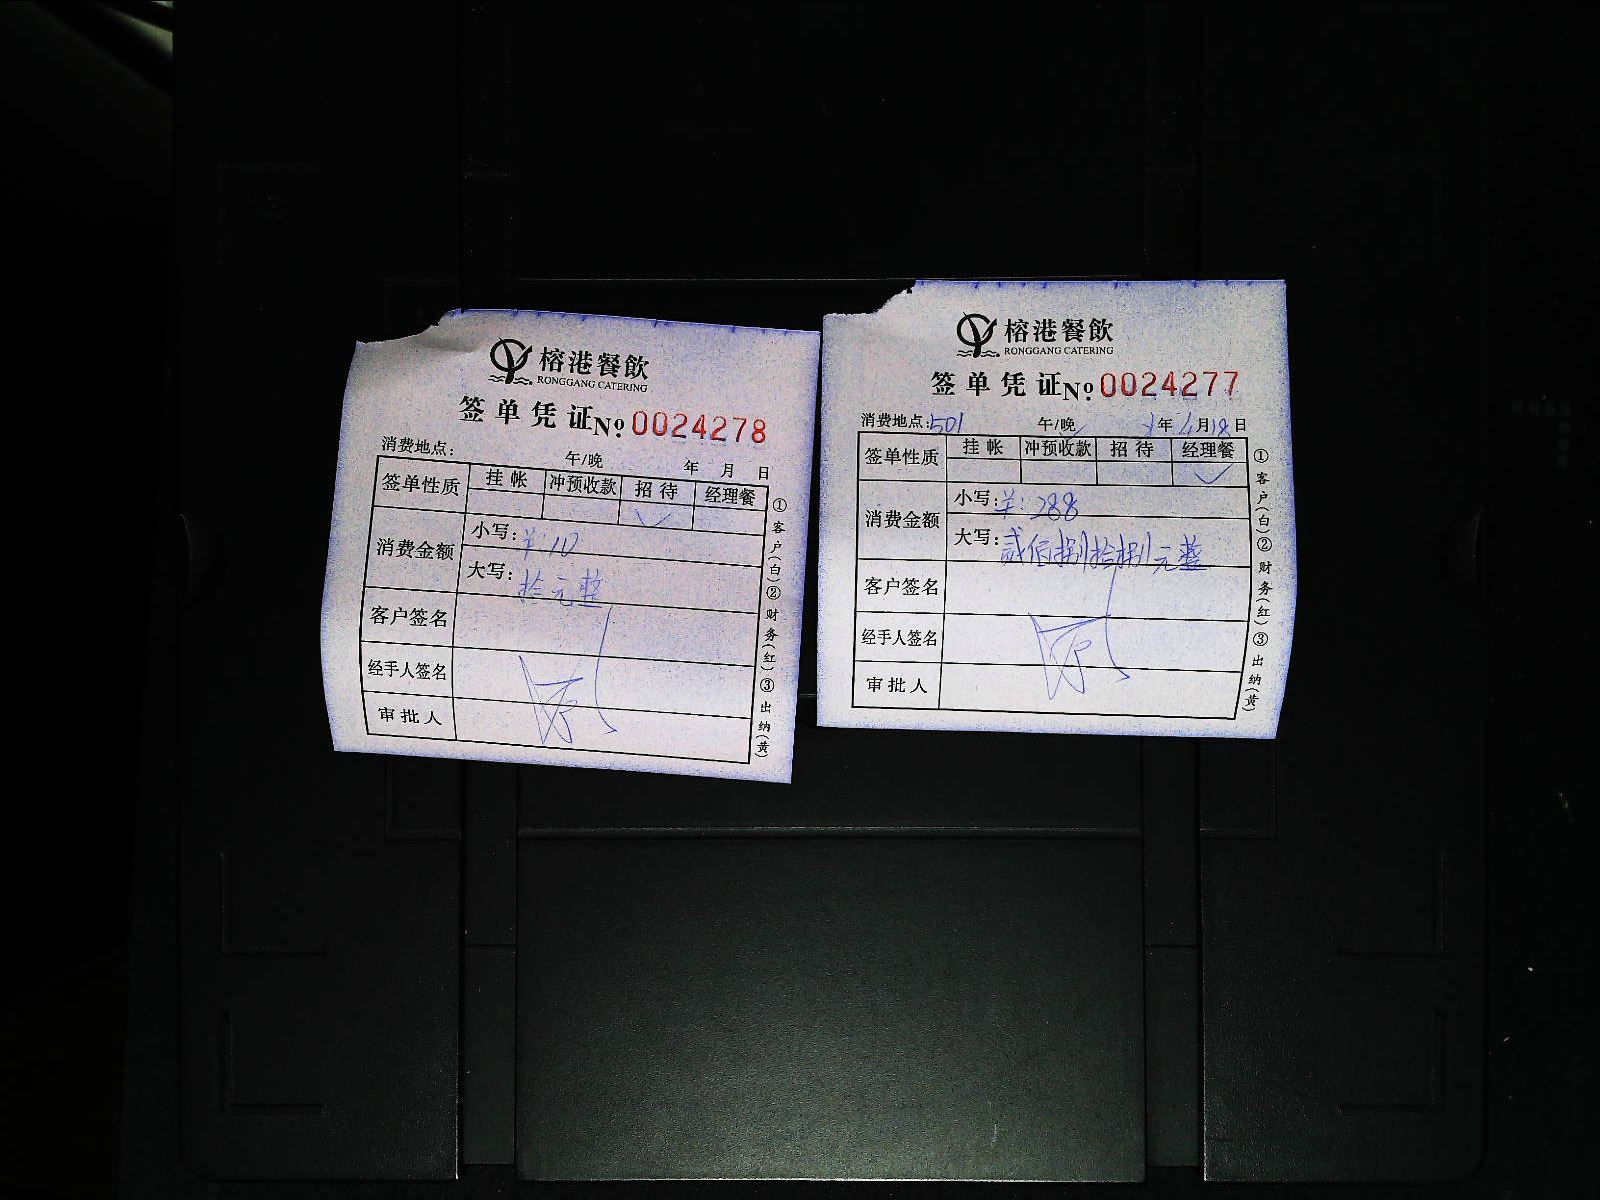 榕港餐飲
RONGGANG CATERING
签单凭证 No 0024278
消费地点: 午/晚 年 月 日
签单性质 挂帐 冲预收款 招待 经理餐
✓
消费金额 小写: ¥:10
大写: 拾元整
客户签名
经手人签名
审批人
①客户(白)②财务(红)③出纳(黄)
榕港餐飲
RONGGANG CATERING
签单凭证 No 0024277
消费地点:501 午/晚 年 月18日
签单性质 挂帐 冲预收款 招待 经理餐
✓
消费金额 小写: ¥:288
大写: 贰佰捌拾捌元整
客户签名
经手人签名
审批人
①客户(白)②财务(红)③出纳(黄)